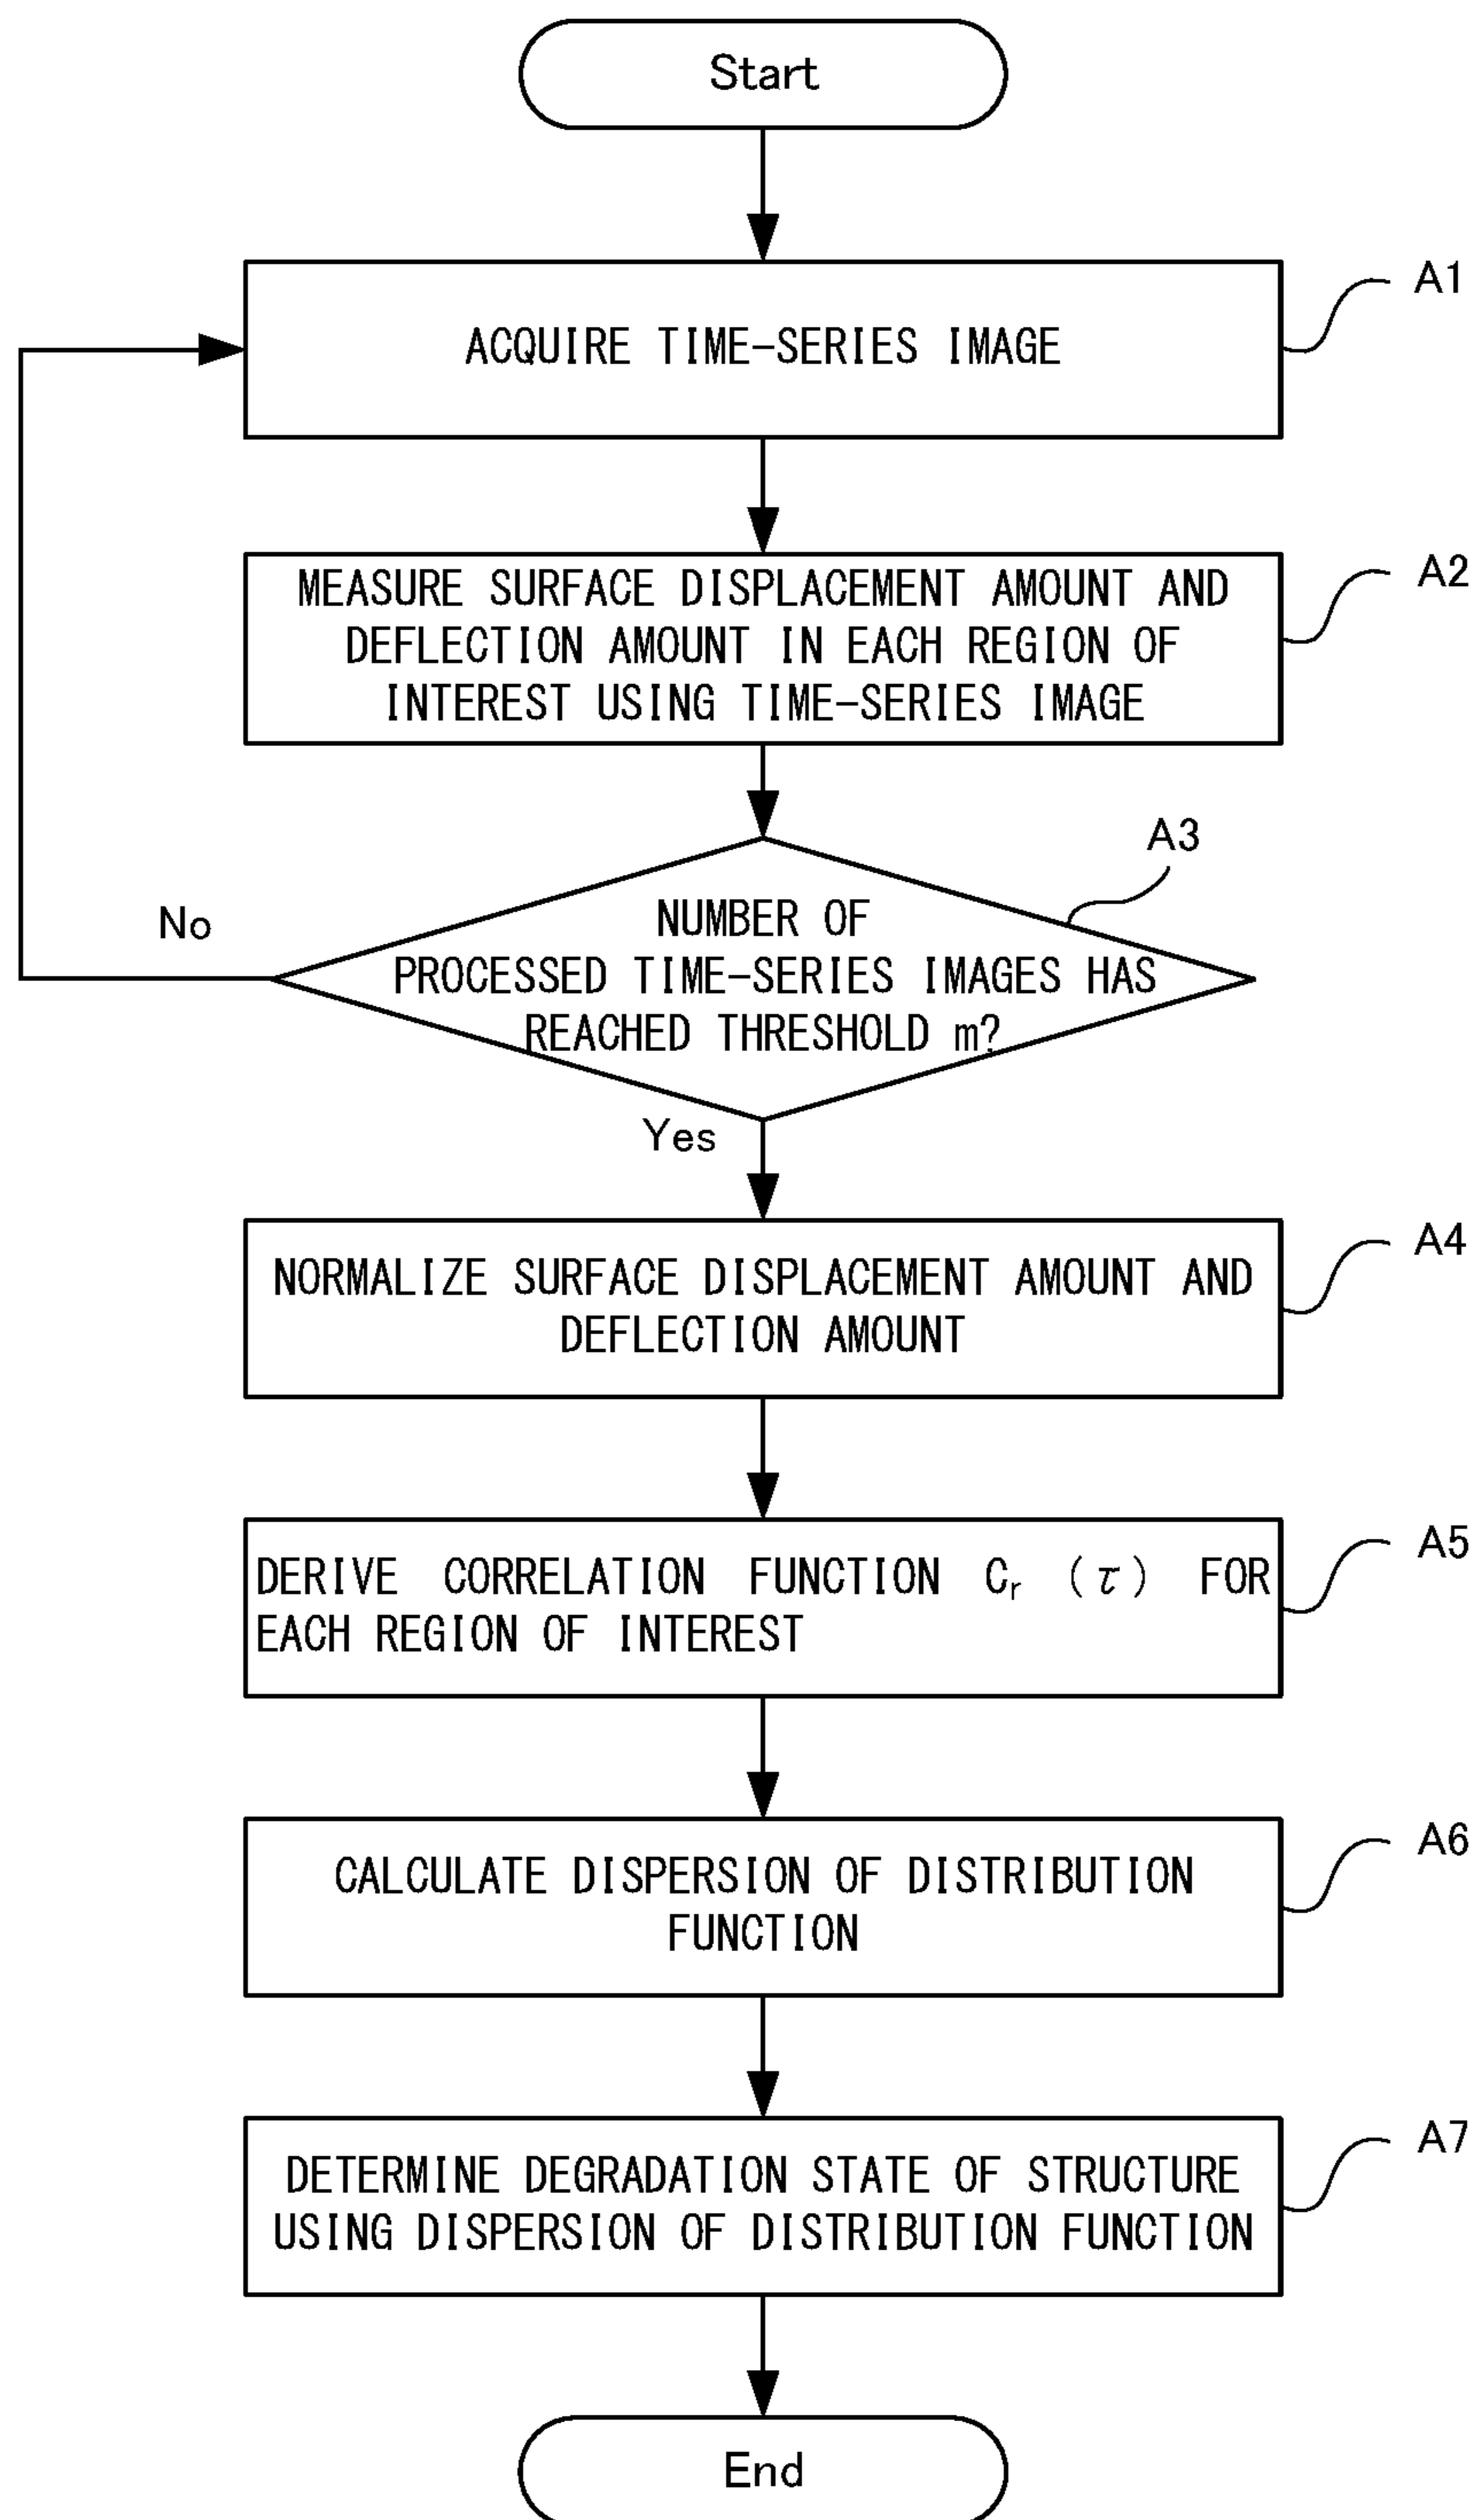 Start
A1
ACQUIRE TIME-SERIES IMAGE
A2
MEASURE SURFACE DISPLACEMENT AMOUNT AND
DEFLECTION AMOUNT IN EACH REGION OF
INTEREST USING TIME-SERIES IMAGE
A3
No
NUMBER OF
PROCESSED TIME-SERIES IMAGES HAS
REACHED THRESHOLD m?
Yes
A4
NORMALIZE SURFACE DISPLACEMENT AMOUNT AND
DEFLECTION AMOUNT
A5
DERIVE CORRELATION FUNCTION Cᵣ (τ) FOR
EACH REGION OF INTEREST
A6
CALCULATE DISPERSION OF DISTRIBUTION
FUNCTION
A7
DETERMINE DEGRADATION STATE OF STRUCTURE
USING DISPERSION OF DISTRIBUTION FUNCTION
End